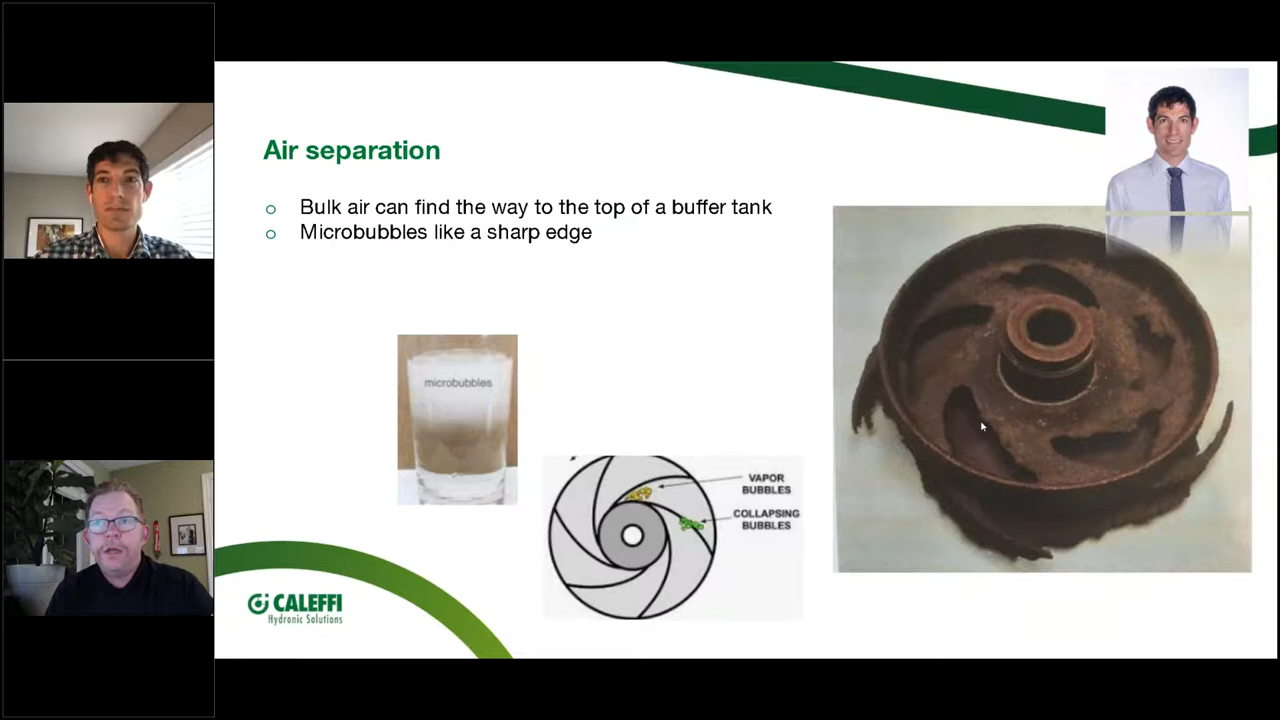 Air separation
Bulk air can find the way to the top of a buffer tank
Microbubbles like a sharp edge
microbubbles
VAPOR
BUBBLES
COLLAPSING
BUBBLES
CALEFFI
Hydronic Solutions